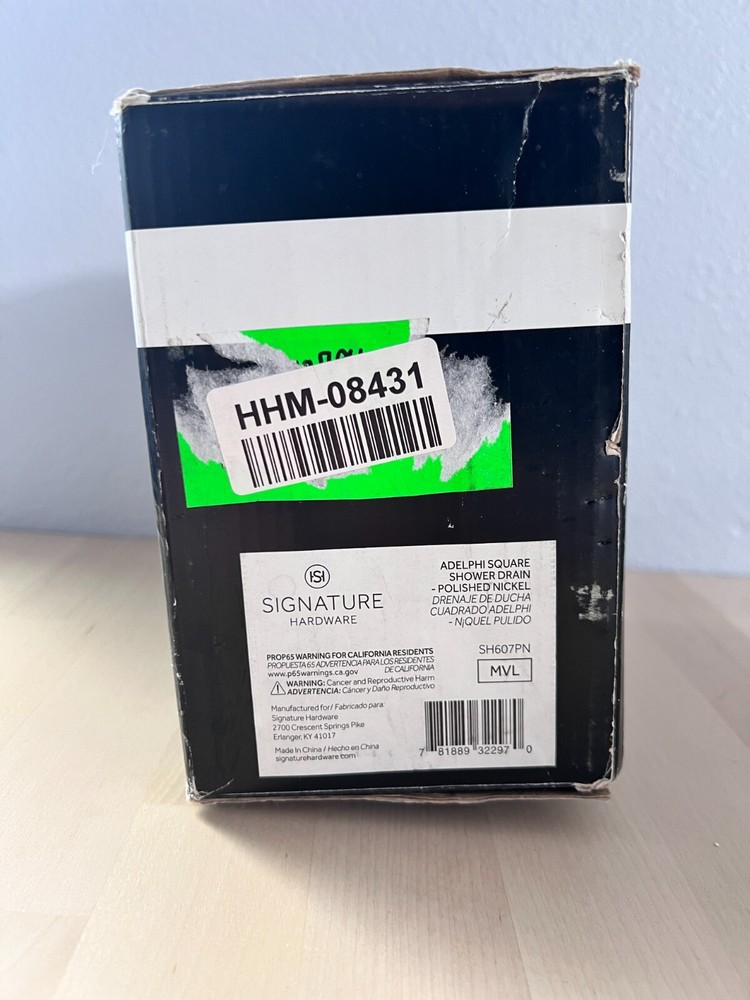 HHM-08431
SIGNATURE
HARDWARE
ADELPHI SQUARE
SHOWER DRAIN
- POLISHED NICKEL
DRENAJE DE DUCHA
CUADRADO ADELPHI
- N¡QUEL PULIDO
SH607PN
MVL
PROP65 WARNING FOR CALIFORNIA RESIDENTS
PROPUESTA 65 ADVERTENCIA PARA LOS RESIDENTES
DE CALIFORNIA
www.p65warnings.ca.gov
WARNING: Cancer and Reproductive Harm
ADVERTENCIA: Cáncer y Daño Reproductivo
Manufactured for/ Fabricado para:
Signature Hardware
2700 Crescent Springs Pike
Erlanger, KY 41017
Made in China / Hecho en China
signaturehardware.com
7 81889 32297 0